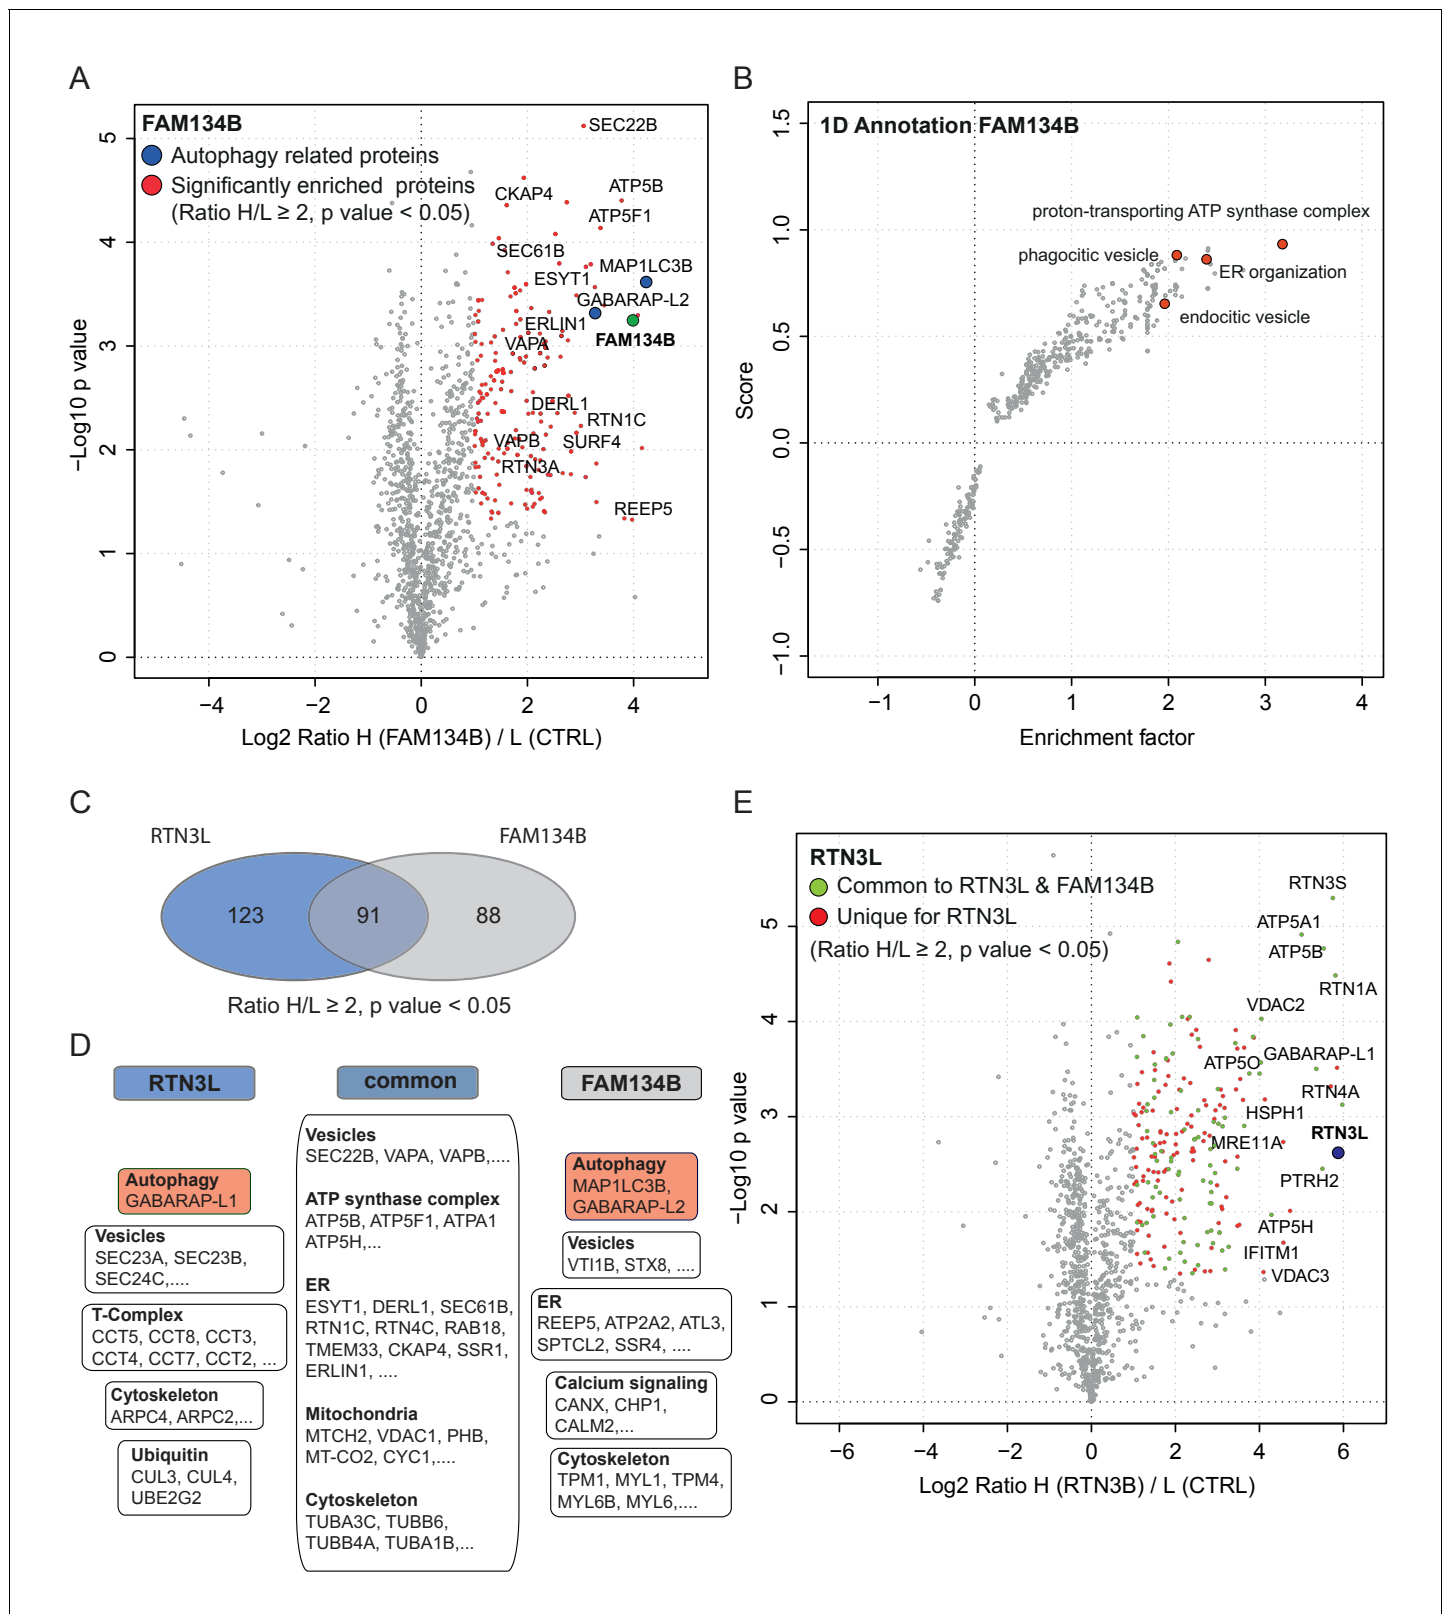 A
FAM134B
Autophagy related proteins
Significantly enriched proteins
(Ratio H/L ≥ 2, p value < 0.05)
SEC22B
CKAP4
ATP5B
ATP5F1
SEC61B
MAP1LC3B
ESYT1
GABARAP-L2
ERLIN1
FAM134B
VAPA
DERL1
RTN1C
VAPB
SURF4
RTN3A
REEP5
5
4
3
2
1
0
−Log10 p value
−4
−2
0
2
4
Log2 Ratio H (FAM134B) / L (CTRL)
B
1D Annotation FAM134B
proton-transporting ATP synthase complex
phagocitic vesicle
ER organization
endocitic vesicle
1.5
1.0
0.5
0.0
−0.5
−1.0
Score
−1
0
1
2
3
4
Enrichment factor
C
RTN3L
FAM134B
123
91
88
Ratio H/L ≥ 2, p value < 0.05
D
RTN3L
common
FAM134B
Autophagy
GABARAP-L1
Vesicles
SEC23A, SEC23B,
SEC24C,....
T-Complex
CCT5, CCT8, CCT3,
CCT4, CCT7, CCT2, ...
Cytoskeleton
ARPC4, ARPC2,...
Ubiquitin
CUL3, CUL4,
UBE2G2
Vesicles
SEC22B, VAPA, VAPB,....
ATP synthase complex
ATP5B, ATP5F1, ATPA1
ATP5H,...
ER
ESYT1, DERL1, SEC61B,
RTN1C, RTN4C, RAB18,
TMEM33, CKAP4, SSR1,
ERLIN1, ....
Mitochondria
MTCH2, VDAC1, PHB,
MT-CO2, CYC1,....
Cytoskeleton
TUBA3C, TUBB6,
TUBB4A, TUBA1B,...
Autophagy
MAP1LC3B,
GABARAP-L2
Vesicles
VTI1B, STX8, ....
ER
REEP5, ATP2A2, ATL3,
SPTCL2, SSR4, ....
Calcium signaling
CANX, CHP1,
CALM2,...
Cytoskeleton
TPM1, MYL1, TPM4,
MYL6B, MYL6,....
E
RTN3L
Common to RTN3L & FAM134B
Unique for RTN3L
(Ratio H/L ≥ 2, p value < 0.05)
RTN3S
ATP5A1
ATP5B
RTN1A
VDAC2
GABARAP-L1
ATP5O
RTN4A
HSPH1
RTN3L
MRE11A
PTRH2
ATP5H
IFITM1
VDAC3
5
4
3
2
1
0
−Log10 p value
−6
−4
−2
0
2
4
6
Log2 Ratio H (RTN3B) / L (CTRL)